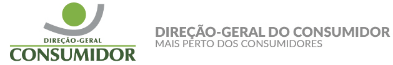 DIREÇÃO-GERAL
CONSUMIDOR
DIREÇÃO-GERAL DO CONSUMIDOR
MAIS PERTO DOS CONSUMIDORES